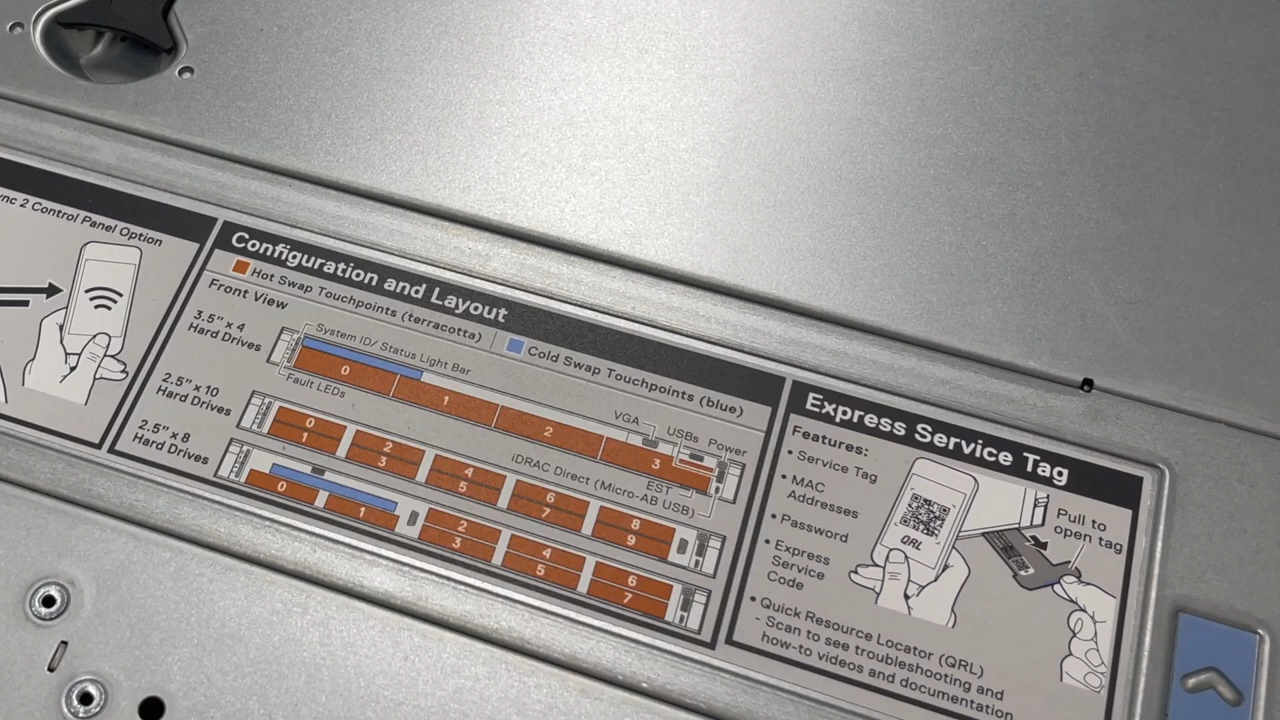 ync 2 Control Panel Option
Configuration and Layout
Hot Swap Touchpoints (terracotta)
Cold Swap Touchpoints (blue)
Front View
3.5" x 4
Hard Drives
System ID/ Status Light Bar
0
1
2
3
Fault LEDs
VGA
USBs
Power
EST
iDRAC Direct (Micro-AB USB)
2.5" x 10
Hard Drives
0
1
2
3
4
5
6
7
8
9
2.5" x 8
Hard Drives
0
1
2
3
4
5
6
7
Express Service Tag
Features:
• Service Tag
• MAC
Addresses
• Password
• Express
Service
Code
• Quick Resource Locator (QRL)
- Scan to see troubleshooting and
how-to videos and documentation
QRL
Pull to
open tag